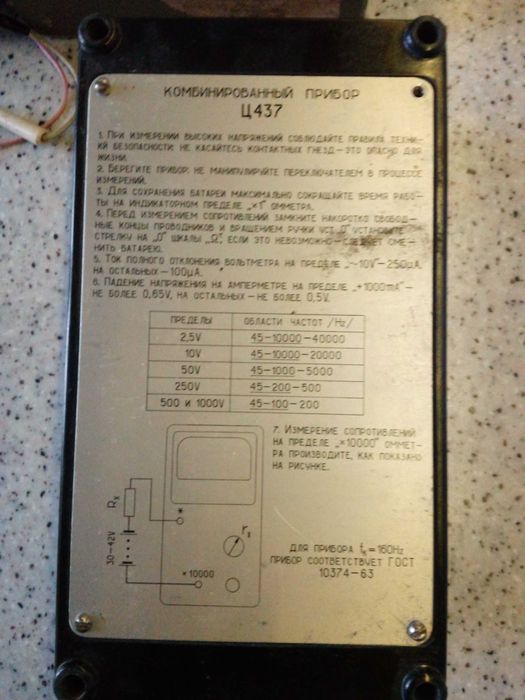 КОМБИНИРОВАННЫЙ ПРИБОР
Ц437
1. ПРИ ИЗМЕРЕНИИ ВЫСОКИХ НАПРЯЖЕНИЙ СОБЛЮДАЙТЕ ПРАВИЛА ТЕХНИ-
КИ БЕЗОПАСНОСТИ: НЕ КАСАЙТЕСЬ КОНТАКТНЫХ ГНЕЗД-ЭТО ОПАСНО ДЛЯ
ЖИЗНИ.
2. БЕРЕГИТЕ ПРИБОР: НЕ МАНИПУЛИРУЙТЕ ПЕРЕКЛЮЧАТЕЛЕМ В ПРОЦЕССЕ
ИЗМЕРЕНИЙ.
3. ДЛЯ СОХРАНЕНИЯ БАТАРЕИ МАКСИМАЛЬНО СОКРАЩАЙТЕ ВРЕМЯ РАБО-
ТЫ НА ИНДИКАТОРНОМ ПРЕДЕЛЕ „×1" ОММЕТРА.
4. ПЕРЕД ИЗМЕРЕНИЕМ СОПРОТИВЛЕНИЙ ЗАМКНИТЕ НАКОРОТКО СВОБОД-
НЫЕ КОНЦЫ ПРОВОДНИКОВ И ВРАЩЕНИЕМ РУЧКИ УСТ. 0" УСТАНОВИТЕ
СТРЕЛКУ НА „0" ШКАЛЫ „Ω", ЕСЛИ ЭТО НЕВОЗМОЖНО-СЛЕДУЕТ СМЕ-
НИТЬ БАТАРЕЮ.
5. ТОК ПОЛНОГО ОТКЛОНЕНИЯ ВОЛЬТМЕТРА НА ПРЕДЕЛЕ „~10V"-250μA,
НА ОСТАЛЬНЫХ-100μA.
6. ПАДЕНИЕ НАПРЯЖЕНИЯ НА АМПЕРМЕТРЕ НА ПРЕДЕЛЕ „+1000mA"-
НЕ БОЛЕЕ 0,65V, НА ОСТАЛЬНЫХ-НЕ БОЛЕЕ 0,5V.
ПРЕДЕЛЫ ОБЛАСТИ ЧАСТОТ /Hz/
2,5V 45-10000-40000
10V 45-10000-20000
50V 45-1000-5000
250V 45-200-500
500 И 1000V 45-100-200
7. ИЗМЕРЕНИЕ СОПРОТИВЛЕНИЙ
НА ПРЕДЕЛЕ „×10000" ОММЕТ-
РА ПРОИЗВОДИТЕ, КАК ПОКАЗАНО
НА РИСУНКЕ.
Rx
30-42V
*
rx
×10000
ДЛЯ ПРИБОРА fк=160Hz
ПРИБОР СООТВЕТСТВУЕТ ГОСТ
10374-63